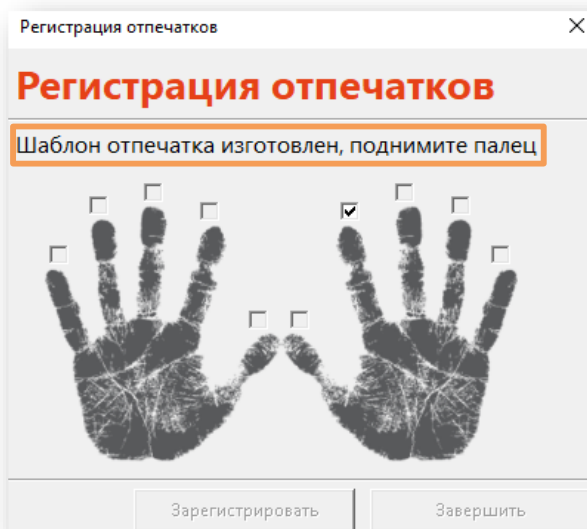 Регистрация отпечатков
Регистрация отпечатков
Шаблон отпечатка изготовлен, поднимите палец
Зарегистрировать
Завершить